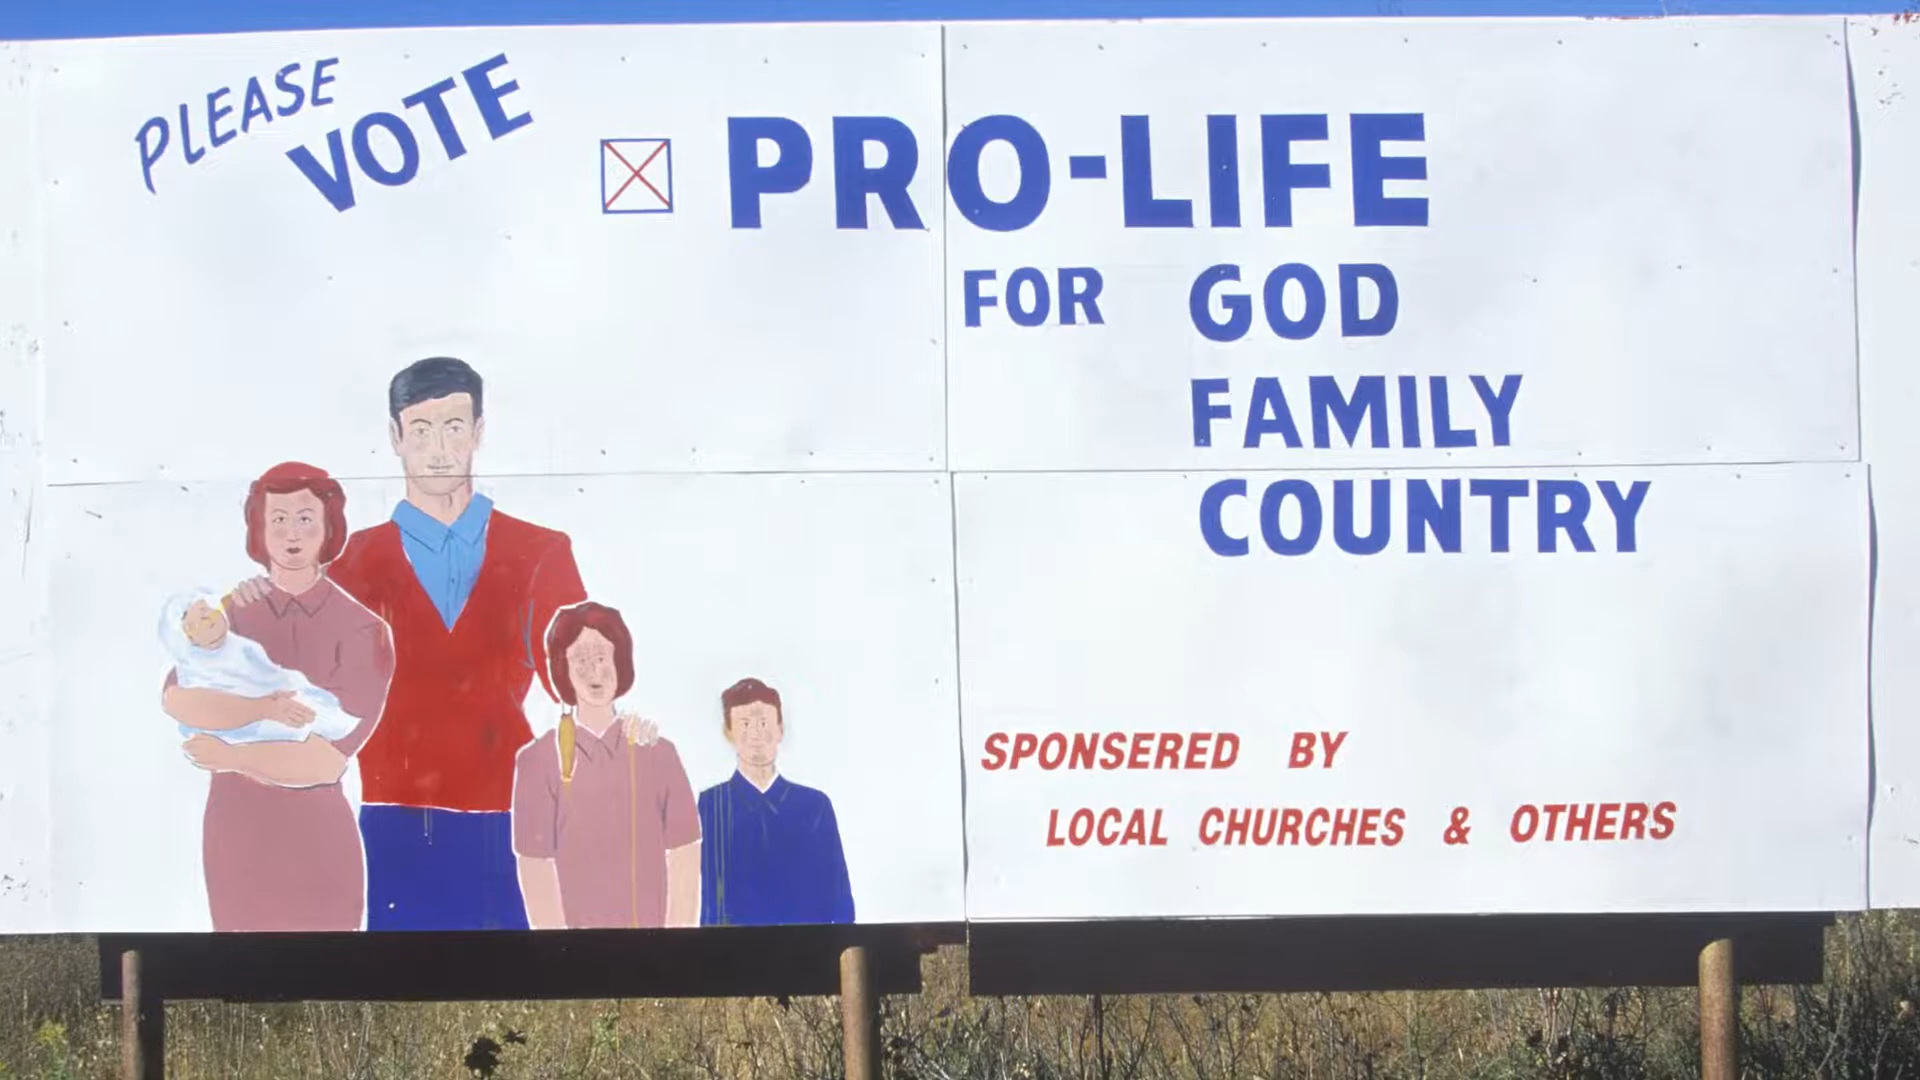 PLEASE
VOTE
PRO-LIFE
FOR GOD
FAMILY
COUNTRY
SPONSERED BY
LOCAL CHURCHES & OTHERS